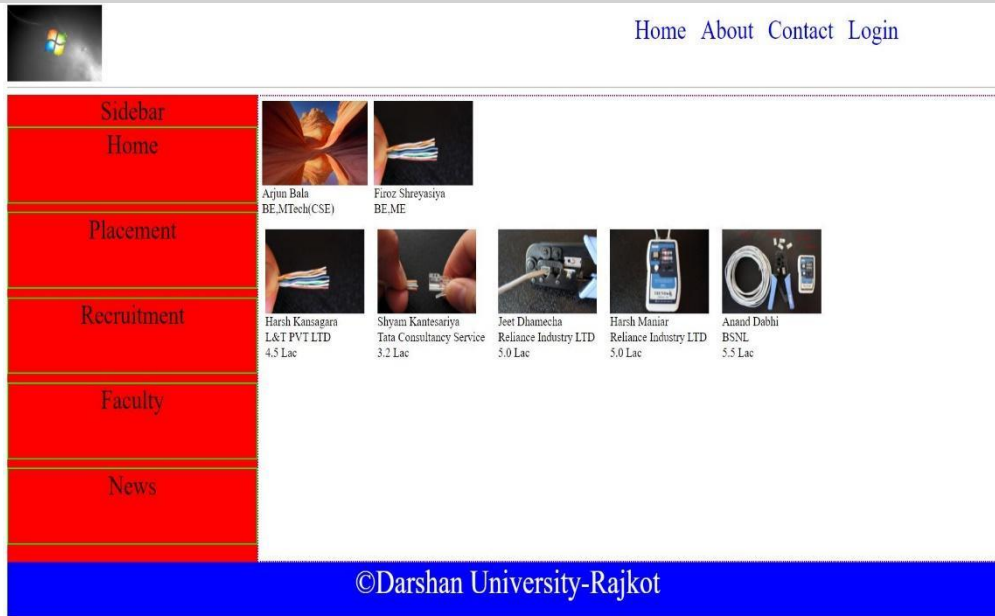 Home About Contact Login
Sidebar
Home
Placement
Recruitment
Faculty
News
Arjun Bala
BE,MTech(CSE)
Firoz Shreyasiya
BE,ME
Harsh Kansagara
L&T PVT LTD
4.5 Lac
Shyam Kantesariya
Tata Consultancy Service
3.2 Lac
Jeet Dhamecha
Reliance Industry LTD
5.0 Lac
Harsh Maniar
Reliance Industry LTD
5.0 Lac
Anand Dabhi
BSNL
5.5 Lac
©Darshan University-Rajkot